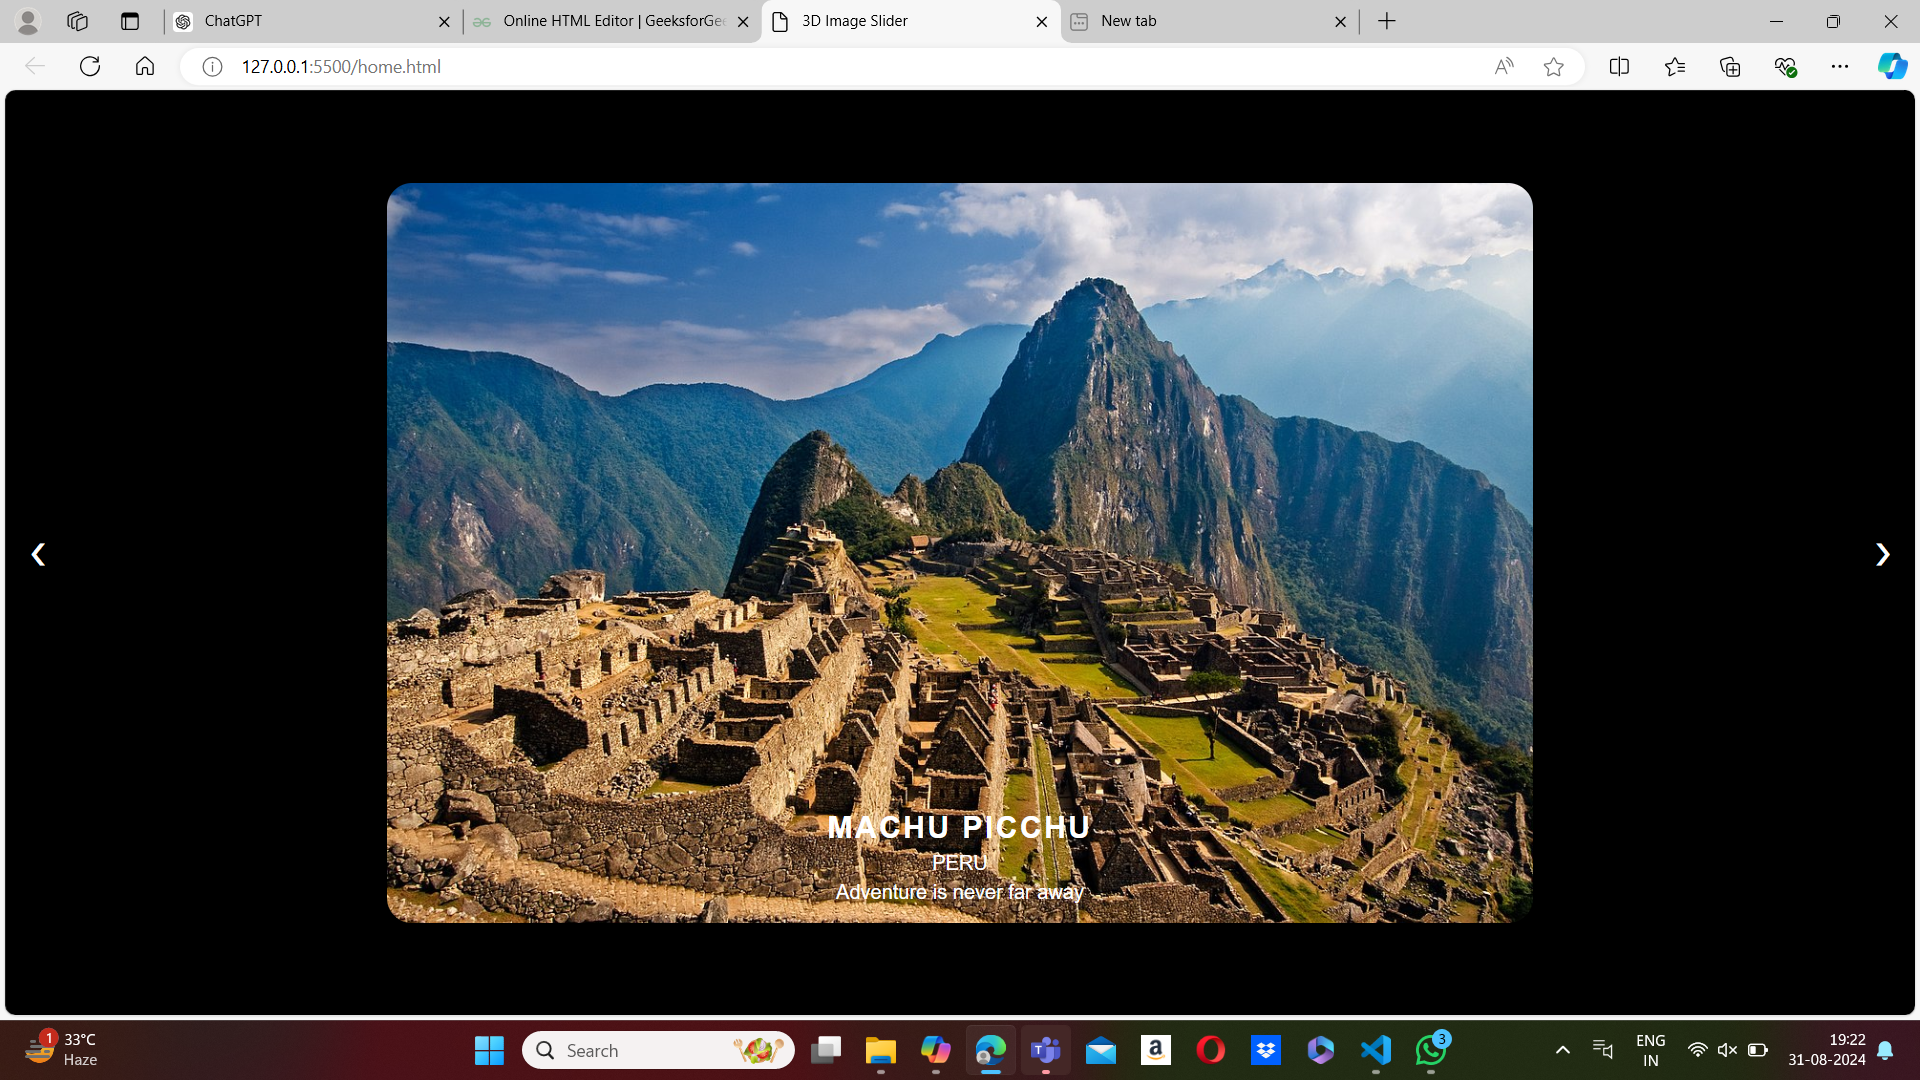 ChatGPT
Online HTML Editor | GeeksforGe
3D Image Slider
New tab
127.0.0.1:5500/home.html
MACHU PICCHU
PERU
Adventure is never far away
1
33°C
Haze
Search
3
ENG
IN
19:22
31-08-2024